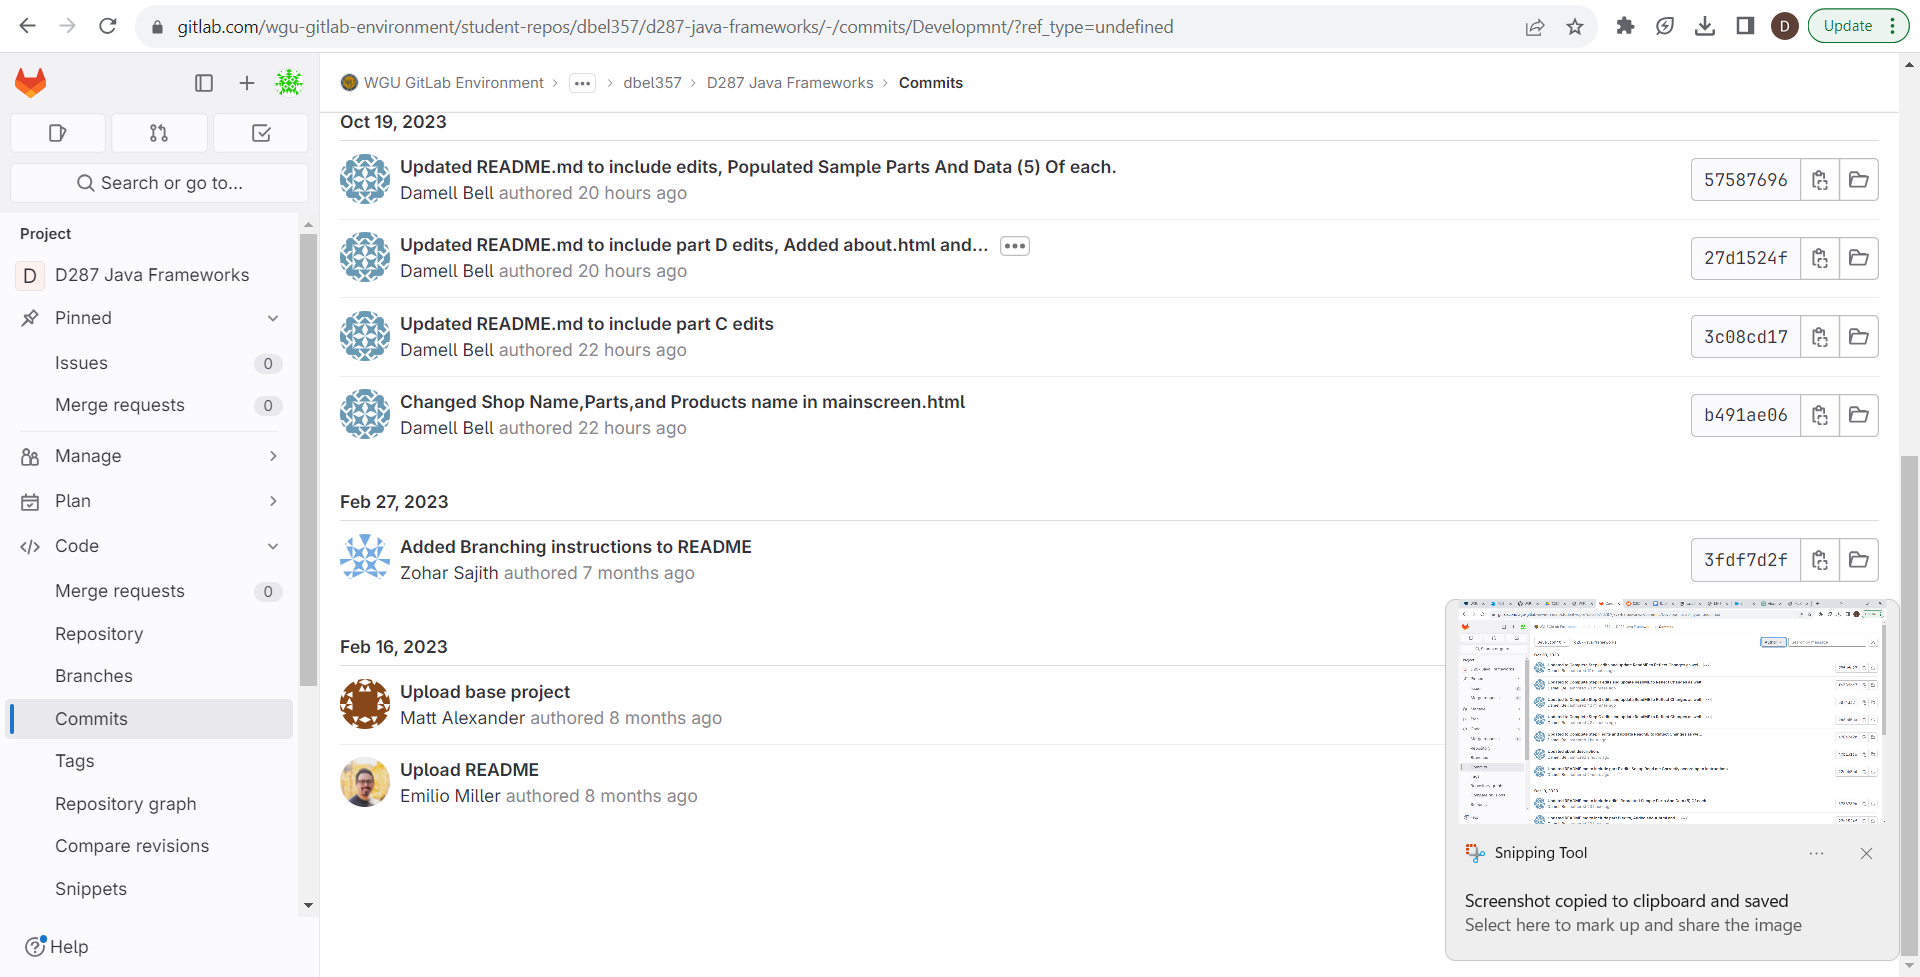 gitlab.com/wgu-gitlab-environment/student-repos/dbel357/d287-java-frameworks/-/commits/Developmnt/?ref_type=undefined
D
Update
WGU GitLab Environment
dbel357
D287 Java Frameworks
Commits
Search or go to...
Project
D
D287 Java Frameworks
Pinned
Issues
0
Merge requests
0
Manage
Plan
Code
Merge requests
0
Repository
Branches
Commits
Tags
Repository graph
Compare revisions
Snippets
Help
Oct 19, 2023
Updated README.md to include edits, Populated Sample Parts And Data (5) Of each.
Damell Bell authored 20 hours ago
57587696
Updated README.md to include part D edits, Added about.html and...
Damell Bell authored 20 hours ago
27d1524f
Updated README.md to include part C edits
Damell Bell authored 22 hours ago
3c08cd17
Changed Shop Name,Parts,and Products name in mainscreen.html
Damell Bell authored 22 hours ago
b491ae06
Feb 27, 2023
Added Branching instructions to README
Zohar Sajith authored 7 months ago
3fdf7d2f
Feb 16, 2023
Upload base project
Matt Alexander authored 8 months ago
Upload README
Emilio Miller authored 8 months ago
Snipping Tool
Screenshot copied to clipboard and saved
Select here to mark up and share the image